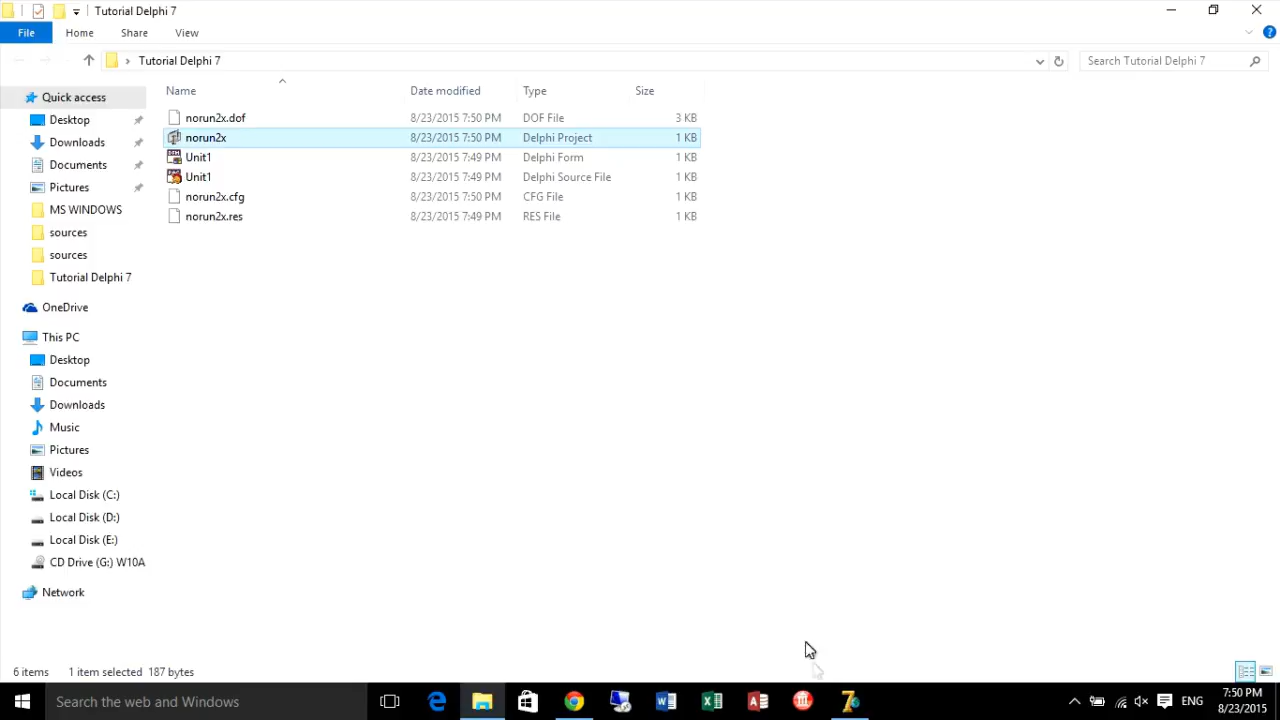 Tutorial Delphi 7
File Home Share View
Tutorial Delphi 7 Search Tutorial Delphi 7
Name Date modified Type Size
Quick access
Desktop
Downloads
Documents
Pictures
MS WINDOWS
sources
sources
Tutorial Delphi 7
OneDrive
This PC
Desktop
Documents
Downloads
Music
Pictures
Videos
Local Disk (C:)
Local Disk (D:)
Local Disk (E:)
CD Drive (G:) W10A
Network
norun2x.dof 8/23/2015 7:50 PM DOF File 3 KB
norun2x 8/23/2015 7:50 PM Delphi Project 1 KB
Unit1 8/23/2015 7:49 PM Delphi Form 1 KB
Unit1 8/23/2015 7:49 PM Delphi Source File 1 KB
norun2x.cfg 8/23/2015 7:50 PM CFG File 1 KB
norun2x.res 8/23/2015 7:49 PM RES File 1 KB
6 items 1 item selected 187 bytes
Search the web and Windows
ENG
7:50 PM
8/23/2015